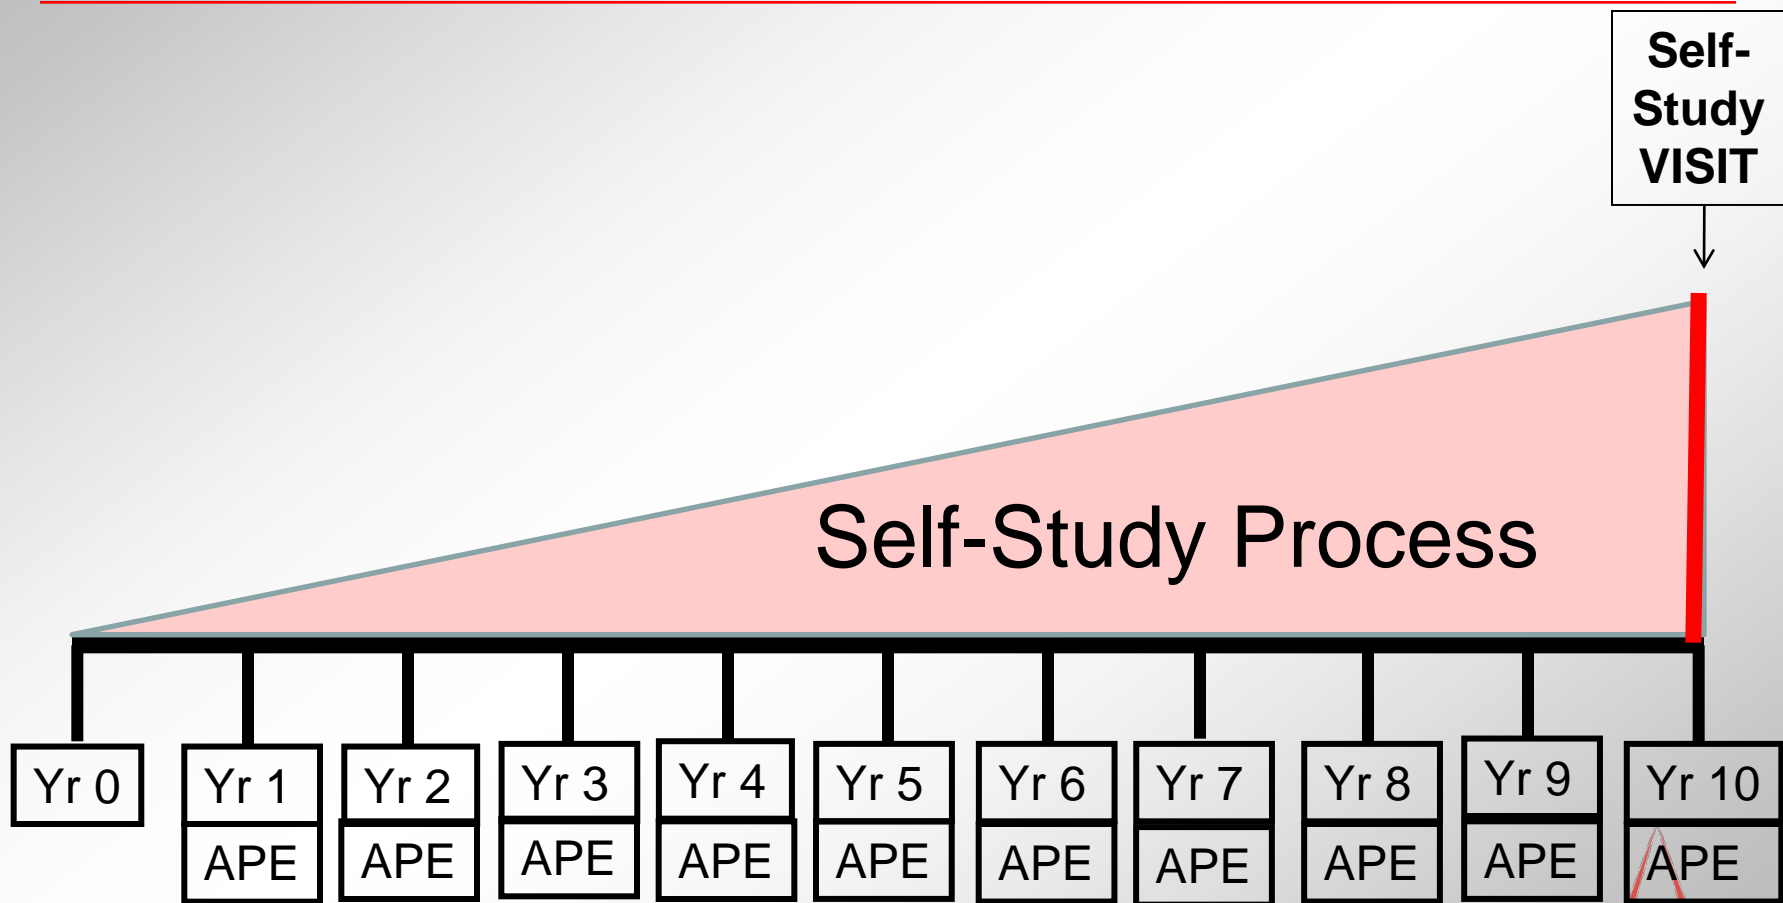 Self-
Study
VISIT
Self-Study Process
Yr 0 Yr 1 Yr 2 Yr 3 Yr 4 Yr 5 Yr 6 Yr 7 Yr 8 Yr 9 Yr 10
APE APE APE APE APE APE APE APE APE APE